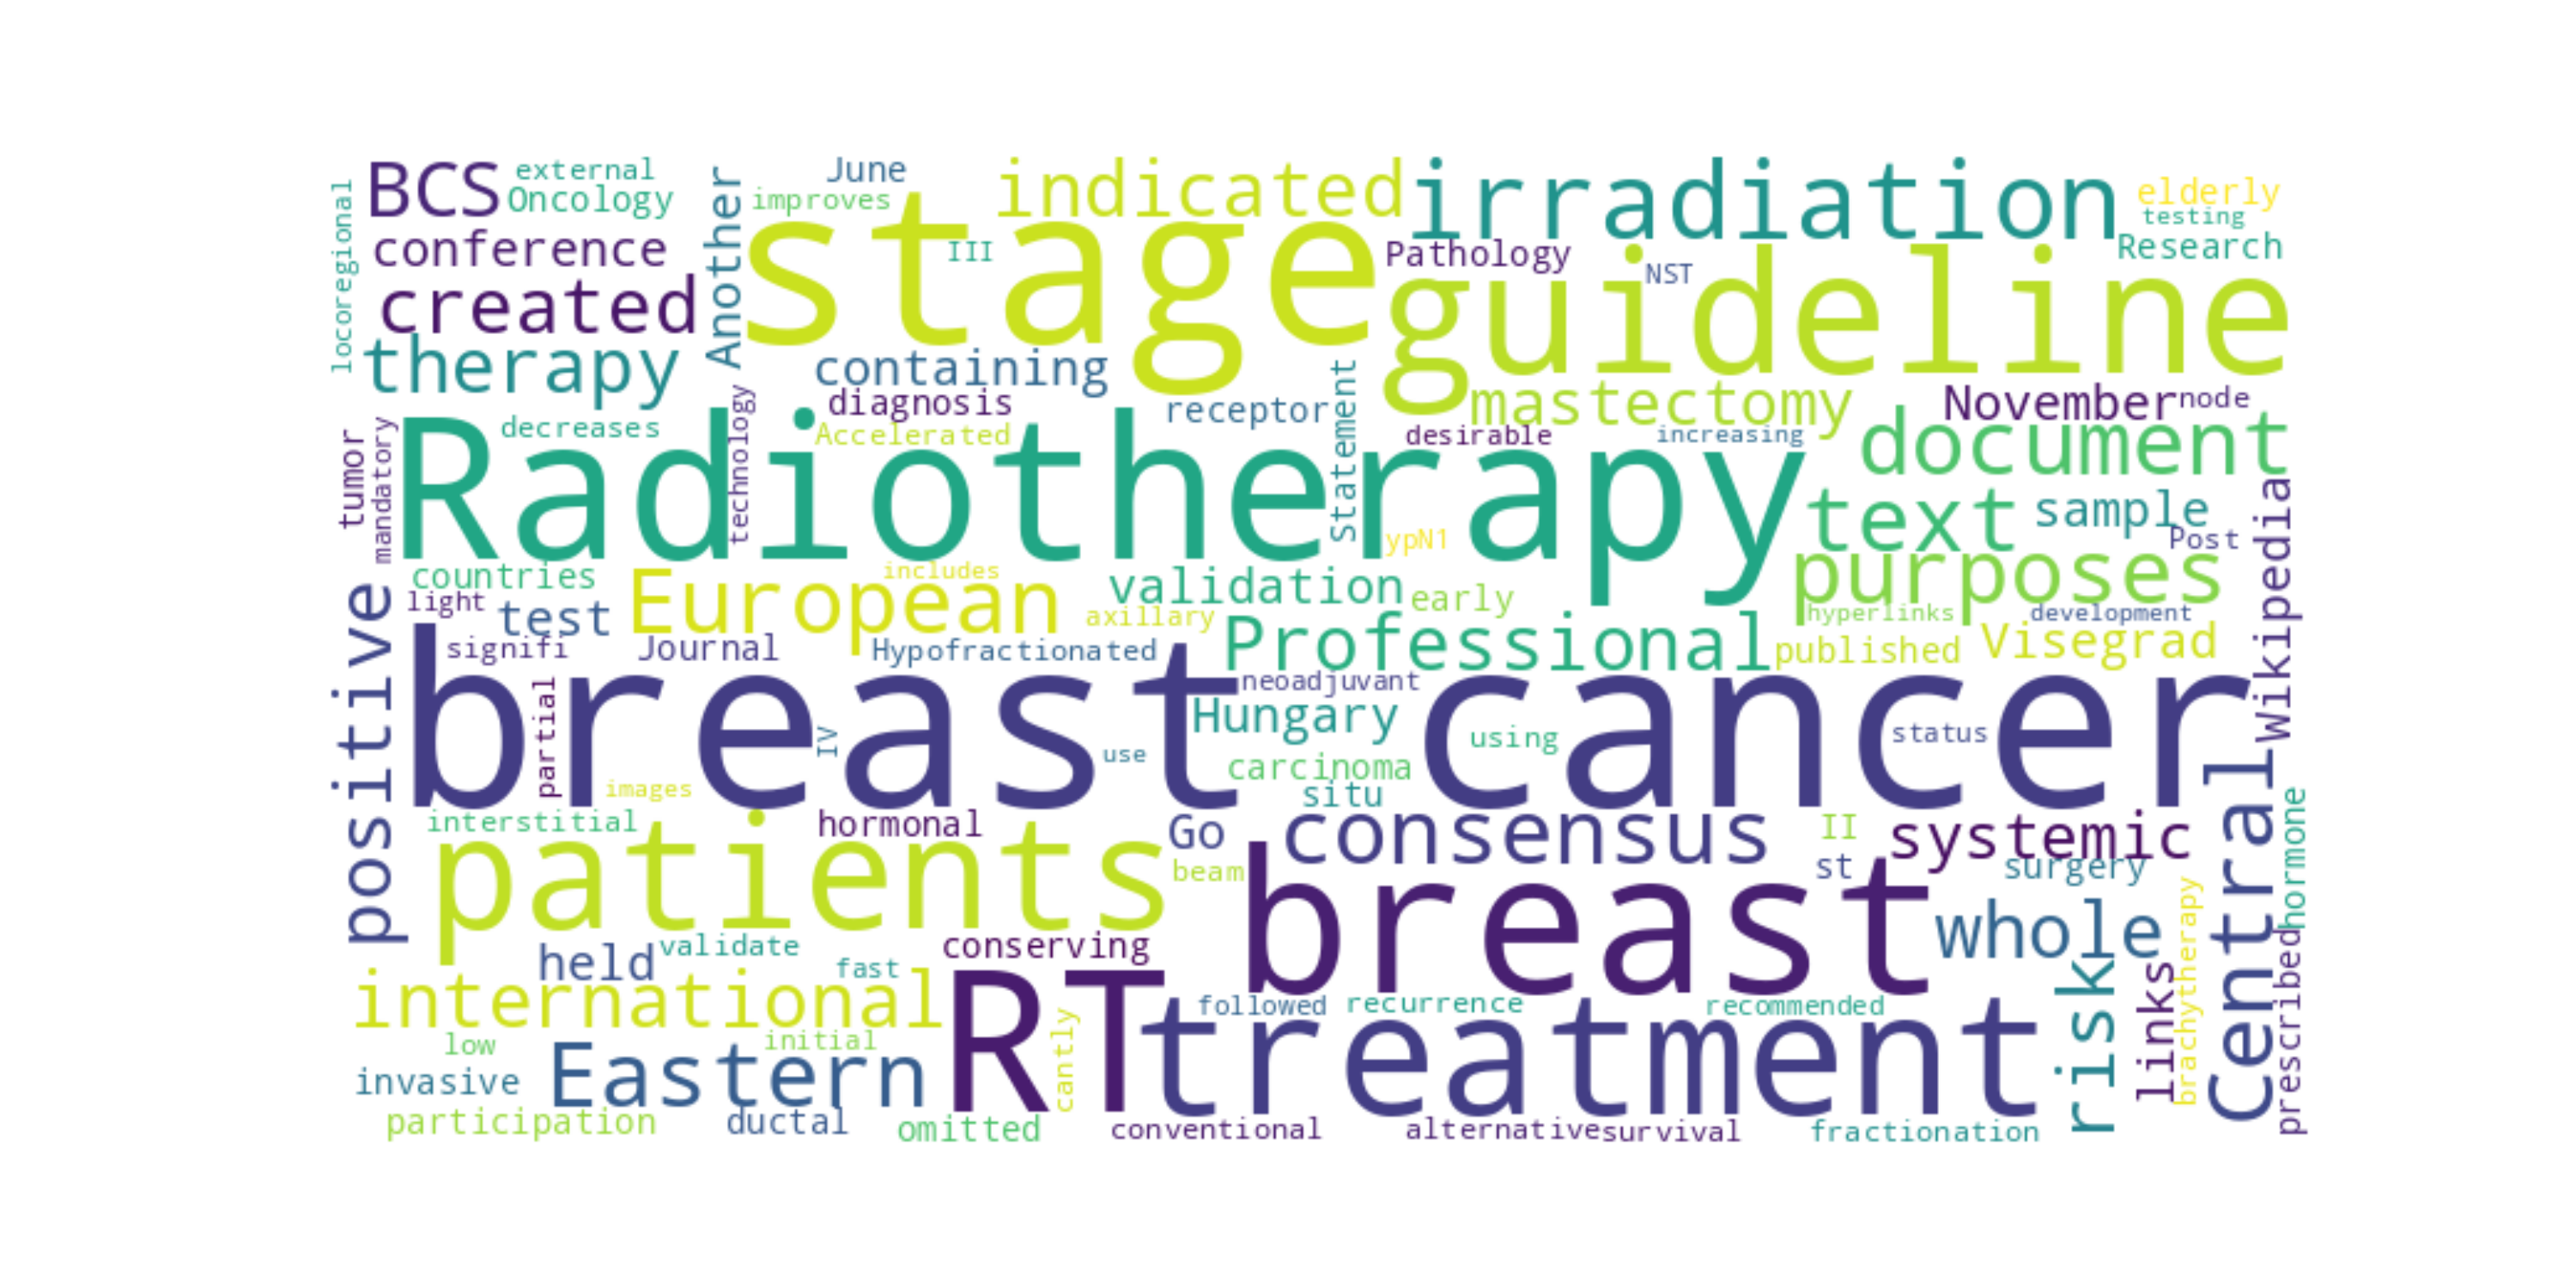 BCS
external
Oncology
June
improves
indicated
irradiation
elderly
testing
Research
locoregional
conference
Another
stage
III
Pathology
NST
guideline
created
therapy
containing
diagnosis
Accelerated
receptor
Statement
mastectomy
November
node
desirable
increasing
document
tumor
mandatory
decreases
technology
Radiotherapy
ypN1
text
sample
Post
Wikipedia
purposes
countries
light
test
European
includes
validation
early
axillary
hyperlinks
development
positive
signifi
Journal
Hypofractionated
Professional
published
Visegrad
breast cancer
partial
IV
images
use
neoadjuvant
Hungary
using
status
carcinoma
situ
interstitial
hormonal
Go
consensus
II
systemic
Central
hormone
patients
beam
breast
st
surgery
whole
brachytherapy
prescribed
held
validate
fast
conserving
international
RT
cantly
followed
recurrence
recommended
treatment
risk
links
low
initial
invasive
Eastern
participation
ductal
omitted
conventional
alternative
survival
fractionation